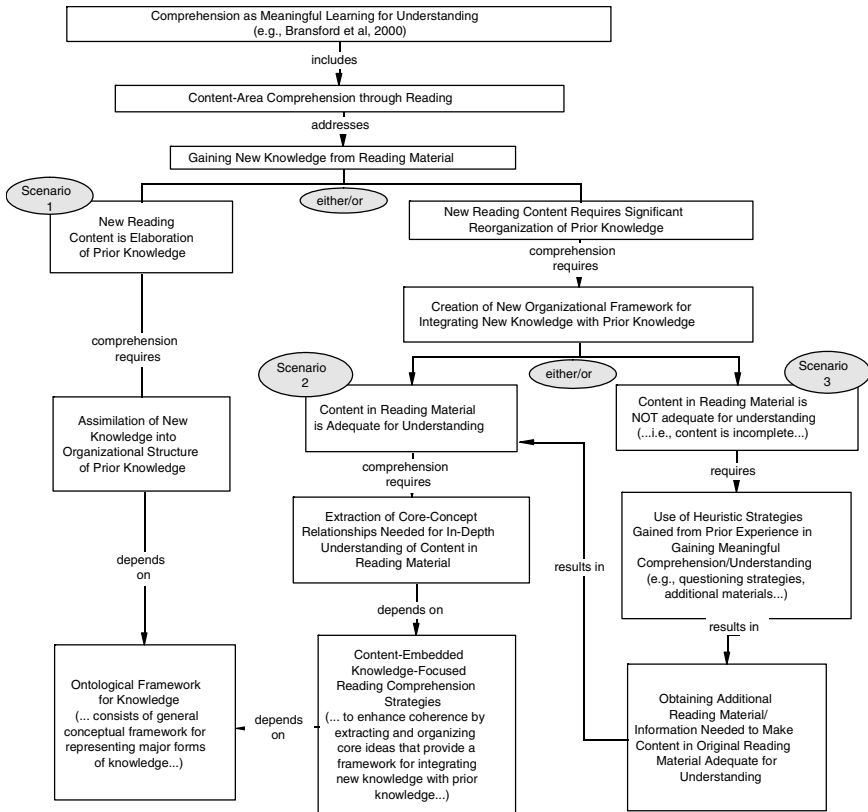 Comprehension as Meaningful Learning for Understanding
(e.g., Bransford et al, 2000)
includes
Content-Area Comprehension through Reading
addresses
Gaining New Knowledge from Reading Material
Scenario
1
either/or
New Reading
Content is Elaboration
of Prior Knowledge
New Reading Content Requires Significant
Reorganization of Prior Knowledge
comprehension
requires
Creation of New Organizational Framework for
Integrating New Knowledge with Prior Knowledge
comprehension
requires
Scenario
2
either/or
Scenario
3
Assimilation of New
Knowledge into
Organizational Structure
of Prior Knowledge
Content in Reading Material
is Adequate for Understanding
Content in Reading Material is
NOT adequate for understanding
(...i.e., content is incomplete...)
comprehension
requires
requires
Extraction of Core-Concept
Relationships Needed for In-Depth
Understanding of Content in
Reading Material
Use of Heuristic Strategies
Gained from Prior Experience in
Gaining Meaningful
Comprehension/Understanding
(e.g., questioning strategies,
additional materials...)
depends
on
results in
depends on
results in
Ontological Framework
for Knowledge
(... consists of general
conceptual framework for
representing major forms
of knowledge...)
depends
on
Content-Embedded
Knowledge-Focused
Reading Comprehension
Strategies
(... to enhance coherence by
extracting and organizing
core ideas that provide a
framework for integrating
new knowledge with prior
knowledge...)
Obtaining Additional
Reading Material/
Information Needed to Make
Content in Original Reading
Material Adequate for
Understanding